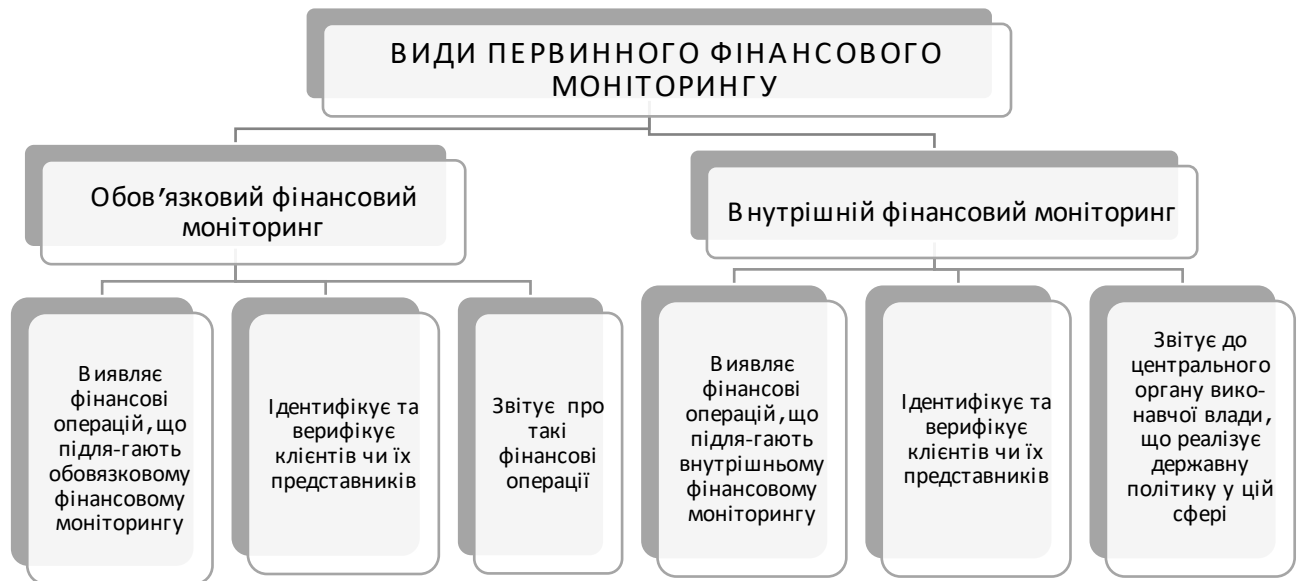 ВИДИ ПЕРВИННОГО ФІНАНСОВОГО
МОНІТОРИНГУ
Обов'язковий фінансовий
моніторинг
Внутрішній фінансовий моніторинг
Виявляє
фінансові
операцій, що
підля-гають
обовязковому
фінансовому
моніторингу
Ідентифікує та
верифікує
клієнтів чи їх
представників
Звітує про
такі
фінансові
операції
Виявляє
фінансові
операцій, що
підля-гають
внутрішньому
фінансовому
моніторингу
Ідентифікує та
верифікує
клієнтів чи їх
представників
Звітує до
центрального
органу вико-
навчої влади,
що реалізує
державну
політику у цій
сфері